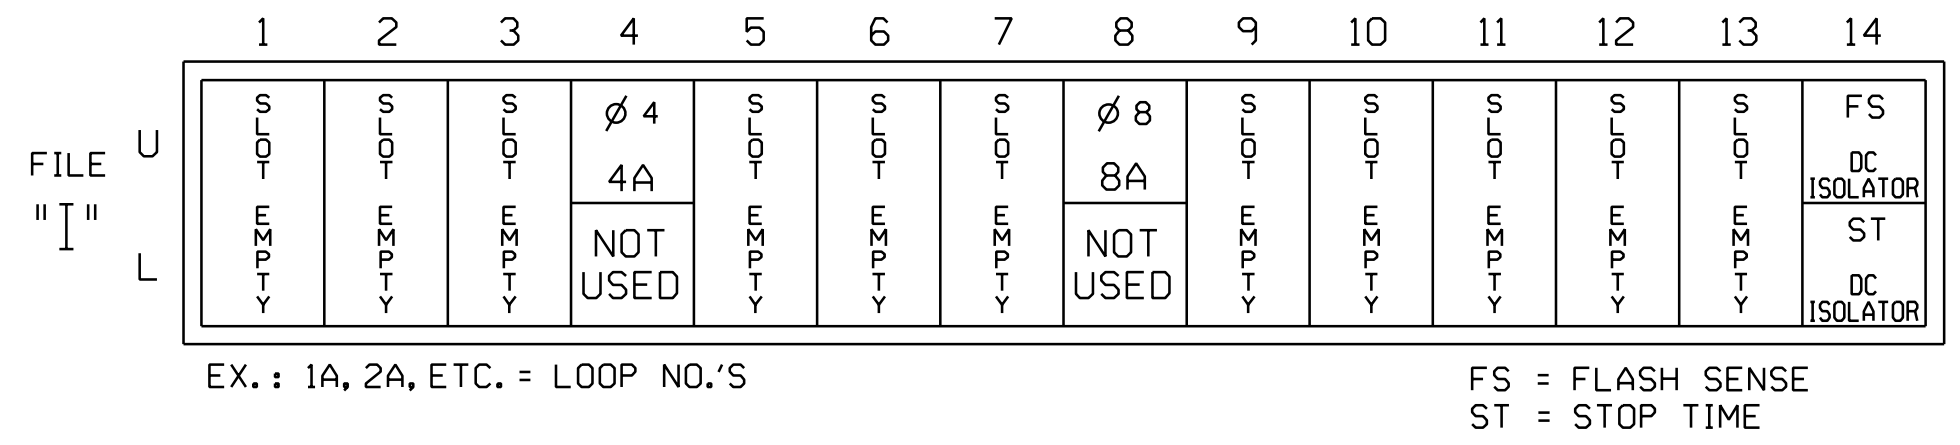 1 2 3 4 5 6 7 8 9 10 11 12 13 14
FILE
"I"
U
L
SLOT EMPTY
SLOT EMPTY
SLOT EMPTY
Ø 4
4A
NOT
USED
SLOT EMPTY
SLOT EMPTY
SLOT EMPTY
Ø 8
8A
NOT
USED
SLOT EMPTY
SLOT EMPTY
SLOT EMPTY
SLOT EMPTY
SLOT EMPTY
FS
DC
ISOLATOR
ST
DC
ISOLATOR
EX.: 1A, 2A, ETC. = LOOP NO.'S
FS = FLASH SENSE
ST = STOP TIME